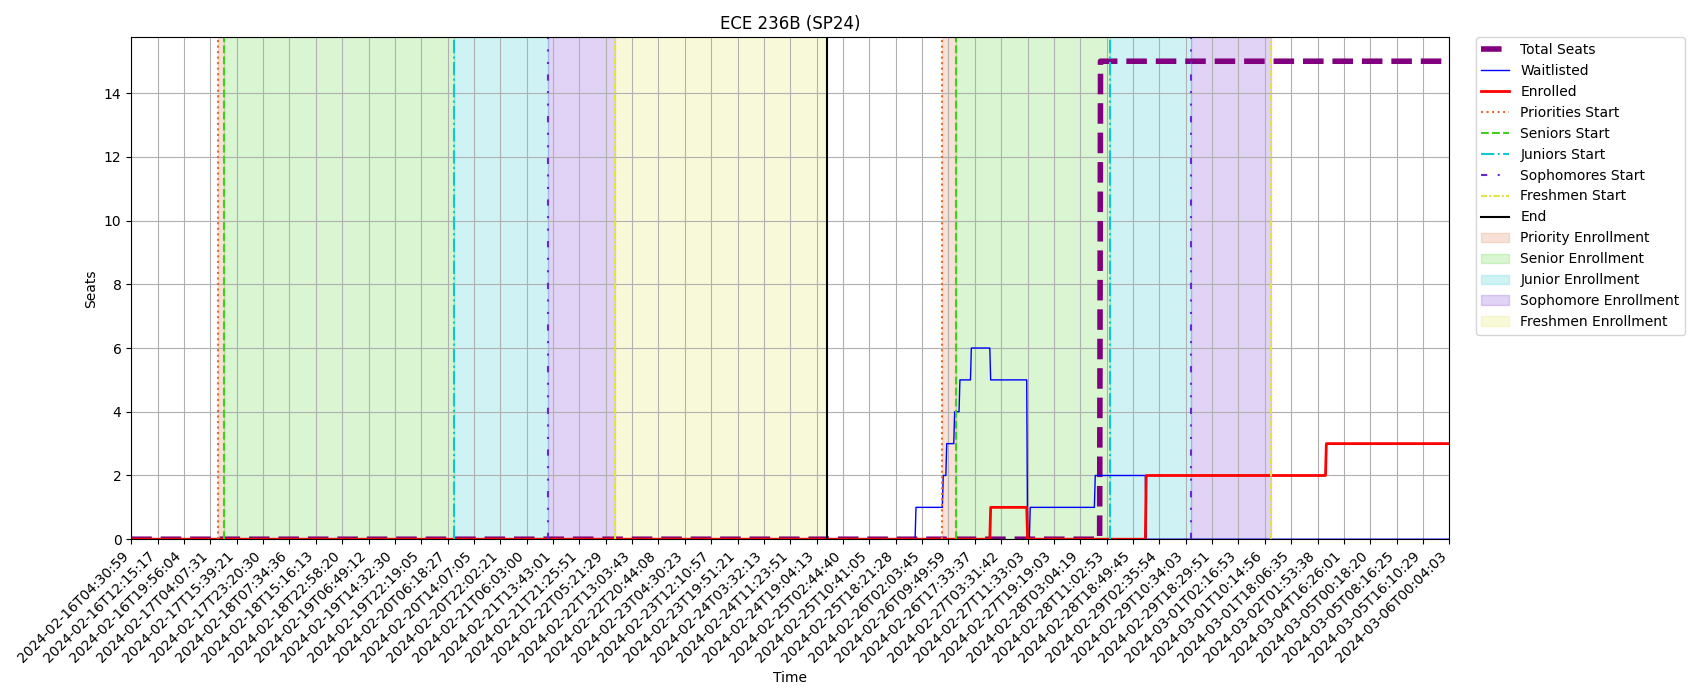 ECE 236B (SP24)
Seats
14
12
10
8
6
4
2
0
2024-02-16T04:30:59
2024-02-16T12:15:17
2024-02-16T19:56:04
2024-02-17T04:07:31
2024-02-17T15:39:21
2024-02-17T23:20:30
2024-02-18T07:34:36
2024-02-18T15:16:13
2024-02-18T22:58:20
2024-02-19T06:49:12
2024-02-19T14:32:30
2024-02-19T22:19:05
2024-02-20T06:18:27
2024-02-20T14:07:05
2024-02-20T22:02:21
2024-02-21T06:03:00
2024-02-21T13:43:01
2024-02-21T21:25:51
2024-02-22T05:21:29
2024-02-22T13:03:43
2024-02-22T20:44:08
2024-02-23T04:30:23
2024-02-23T12:10:57
2024-02-23T19:51:21
2024-02-24T03:32:13
2024-02-24T11:23:51
2024-02-24T19:04:13
2024-02-25T02:44:40
2024-02-25T10:41:05
2024-02-25T18:21:28
2024-02-26T02:03:45
2024-02-26T09:49:59
2024-02-26T17:33:37
2024-02-27T03:31:42
2024-02-27T11:33:03
2024-02-27T19:19:03
2024-02-28T03:04:19
2024-02-28T11:02:53
2024-02-28T18:49:45
2024-02-29T02:35:54
2024-02-29T10:34:03
2024-02-29T18:29:51
2024-03-01T02:16:53
2024-03-01T10:14:56
2024-03-01T18:06:35
2024-03-02T01:53:38
2024-03-04T16:26:01
2024-03-05T00:18:20
2024-03-05T08:16:25
2024-03-05T16:10:29
2024-03-06T00:04:03
Time
Total Seats
Waitlisted
Enrolled
Priorities Start
Seniors Start
Juniors Start
Sophomores Start
Freshmen Start
End
Priority Enrollment
Senior Enrollment
Junior Enrollment
Sophomore Enrollment
Freshmen Enrollment